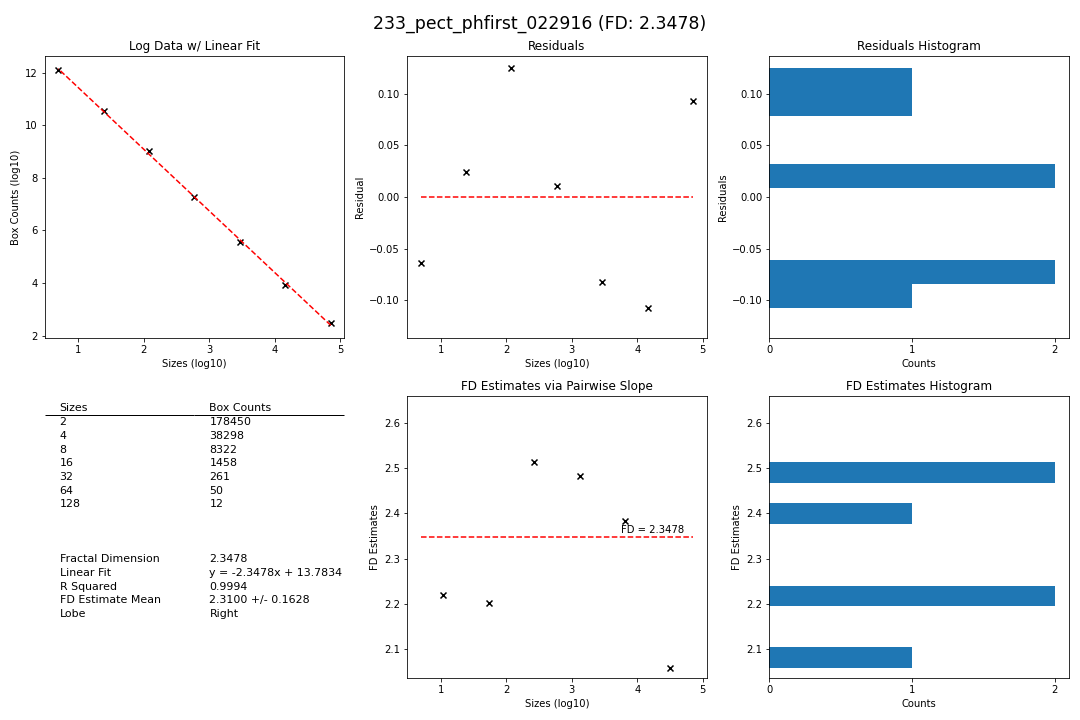 233_pect_phfirst_022916 (FD: 2.3478)
Log Data w/ Linear Fit
12
10
8
6
4
2
1 2 3 4 5
Box Counts (log10)
Sizes (log10)
Residuals
0.10
0.05
0.00
−0.05
−0.10
1 2 3 4 5
Residual
Sizes (log10)
Residuals Histogram
0.10
0.05
0.00
−0.05
−0.10
0 1 2
Residuals
Counts
Sizes Box Counts
2 178450
4 38298
8 8322
16 1458
32 261
64 50
128 12
Fractal Dimension 2.3478
Linear Fit y = -2.3478x + 13.7834
R Squared 0.9994
FD Estimate Mean 2.3100 +/- 0.1628
Lobe Right
FD Estimates via Pairwise Slope
2.6
2.5
2.4
2.3
2.2
2.1
FD = 2.3478
1 2 3 4 5
FD Estimates
Sizes (log10)
FD Estimates Histogram
2.6
2.5
2.4
2.3
2.2
2.1
0 1 2
FD Estimates
Counts